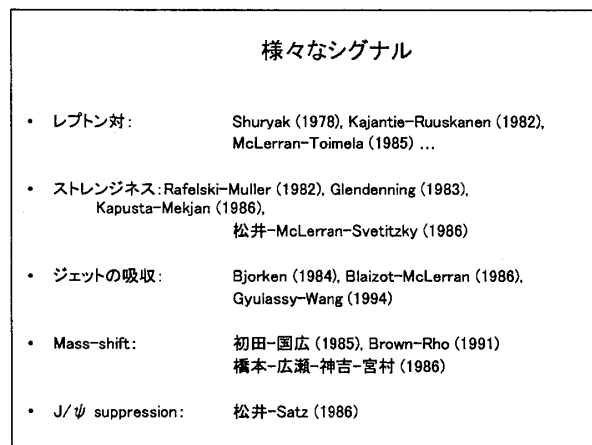 様々なシグナル
• レプトン対: Shuryak (1978), Kajantie-Ruuskanen (1982),
McLerran-Toimela (1985) ...
• ストレンジネス: Rafelski-Muller (1982), Glendenning (1983),
Kapusta-Mekjan (1986),
松井-McLerran-Svetitzky (1986)
• ジェットの吸収: Bjorken (1984), Blaizot-McLerran (1986),
Gyulassy-Wang (1994)
• Mass-shift: 初田-国広 (1985), Brown-Rho (1991)
橋本-広瀬-神吉-宮村 (1986)
• J/ψ suppression: 松井-Satz (1986)